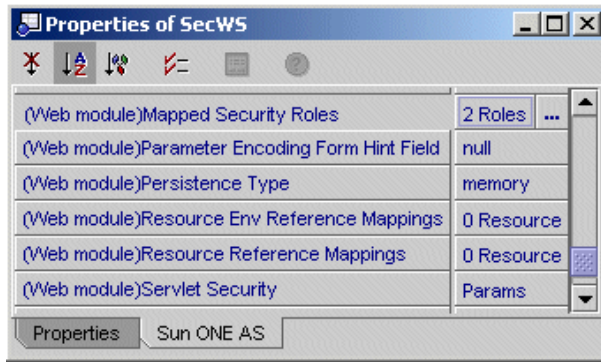 Properties of SecWS
(Web module)Mapped Security Roles 2 Roles ...
(Web module)Parameter Encoding Form Hint Field null
(Web module)Persistence Type memory
(Web module)Resource Env Reference Mappings 0 Resource
(Web module)Resource Reference Mappings 0 Resource
(Web module)Servlet Security Params
Properties Sun ONE AS